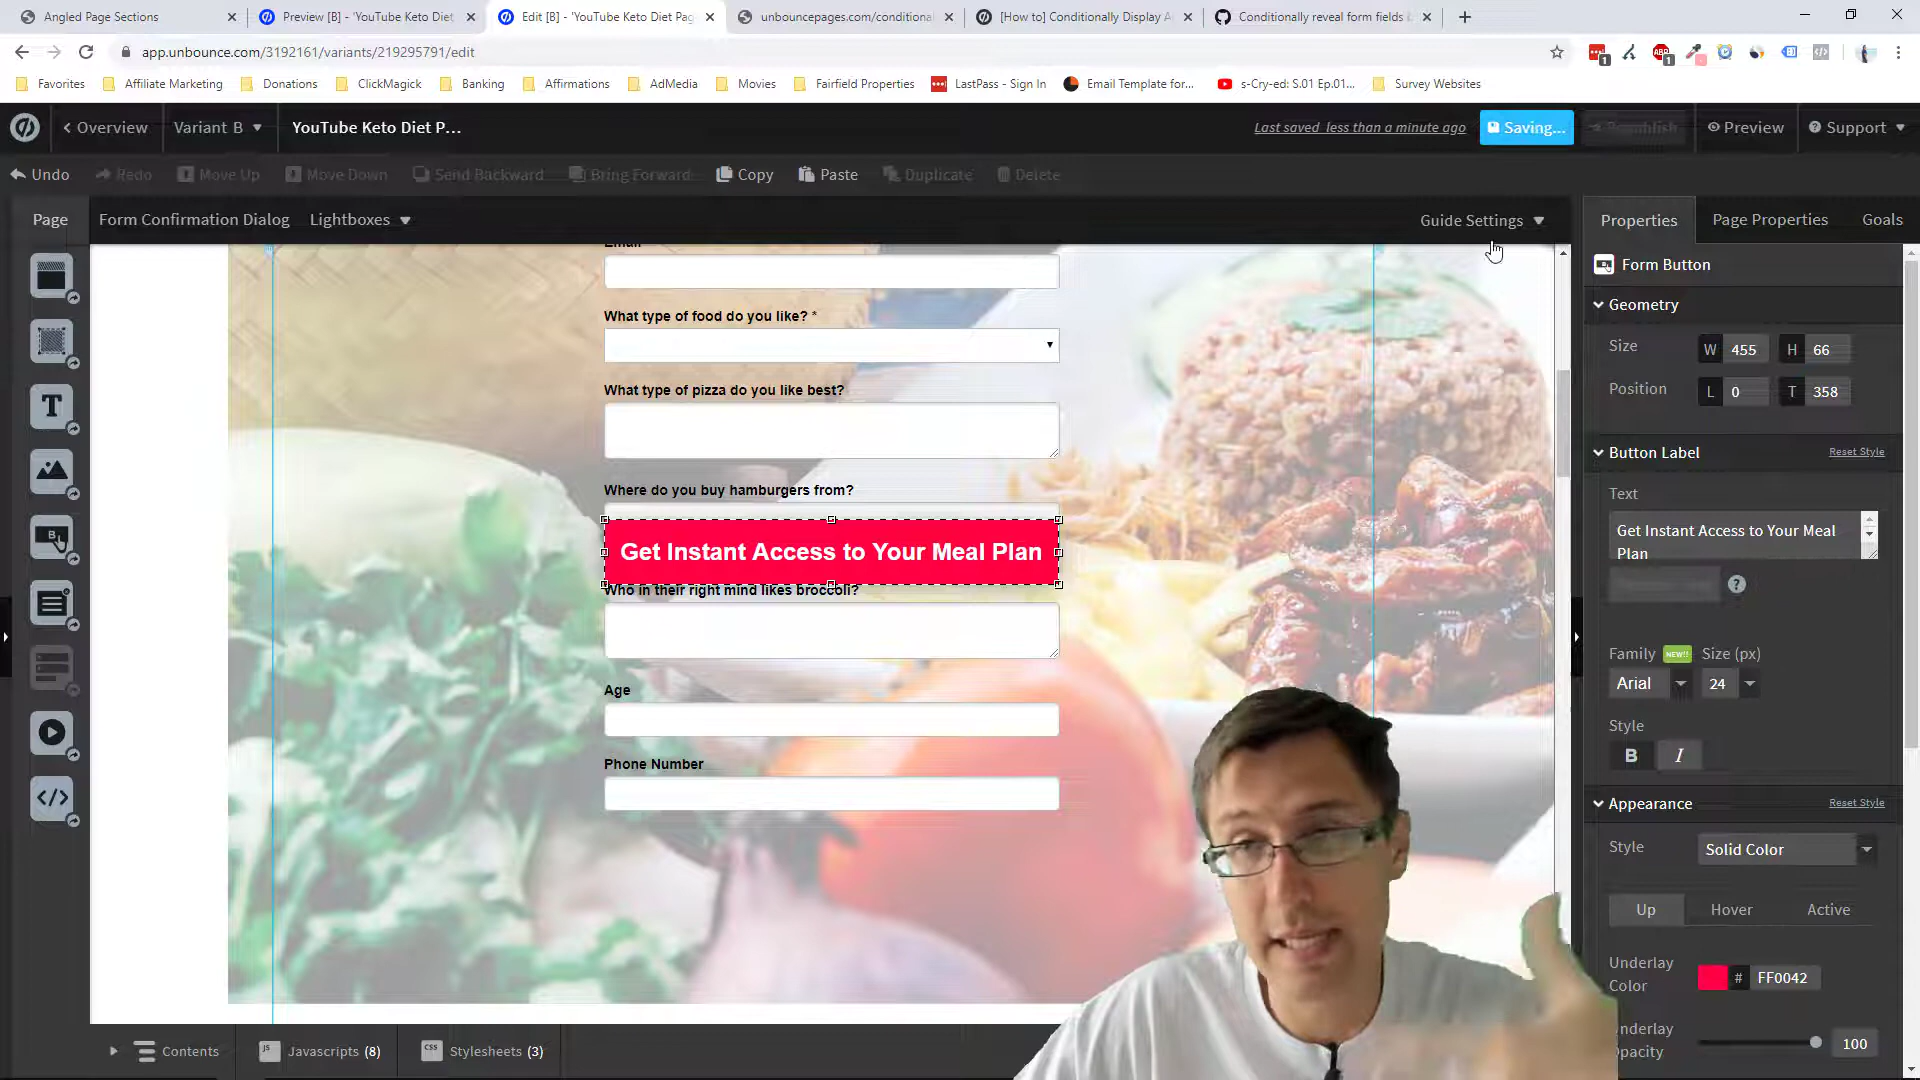 Angled Page Sections
Preview [B] - 'YouTube Keto Diet
Edit [B] - 'YouTube Keto Diet Pag
unbouncepages.com/conditional
[How to] Conditionally Display A
Conditionally reveal form fields
app.unbounce.com/3192161/variants/219295791/edit
Favorites
Affiliate Marketing
Donations
ClickMagick
Banking
Affirmations
AdMedia
Movies
Fairfield Properties
LastPass - Sign In
Email Template for...
s-Cry-ed: S.01 Ep.01...
Survey Websites
Overview
Variant B
YouTube Keto Diet P...
Last saved less than a minute ago
Saving...
Preview
Support
Undo
Redo
Move Up
Move Down
Send Backward
Bring Forward
Copy
Paste
Duplicate
Delete
Page
Form Confirmation Dialog
Lightboxes
Guide Settings
Properties
Page Properties
Goals
Email
What type of food do you like? *
What type of pizza do you like best?
Where do you buy hamburgers from?
Get Instant Access to Your Meal Plan
Who in their right mind likes broccoli?
Age
Phone Number
Form Button
Geometry
Size
W 455
H 66
Position
L 0
T 358
Button Label
Reset Style
Text
Get Instant Access to Your Meal
Plan
Family
NEW!!
Size (px)
Arial
24
Style
B
I
Appearance
Reset Style
Style
Solid Color
Up
Hover
Active
Underlay
Color
# FF0042
Underlay
Opacity
100
Contents
JS
Javascripts (8)
CSS
Stylesheets (3)